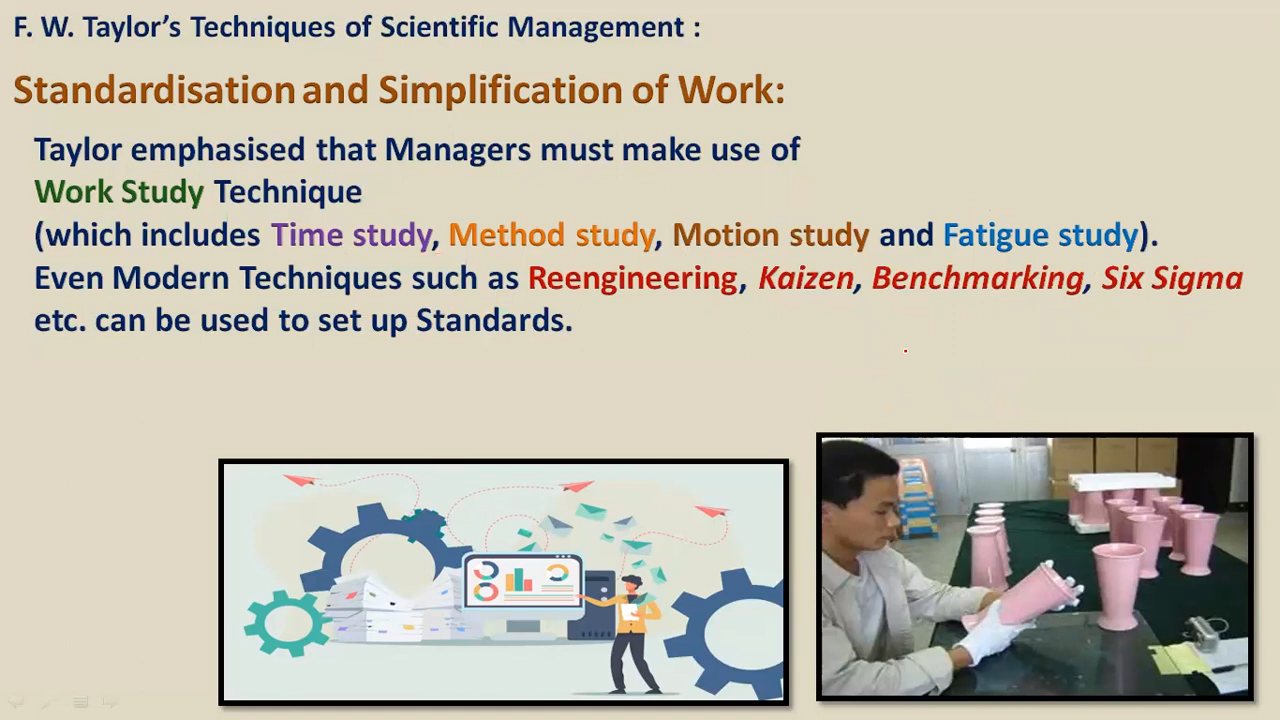 F. W. Taylor’s Techniques of Scientific Management :
Standardisation and Simplification of Work:
Taylor emphasised that Managers must make use of
Work Study Technique
(which includes Time study, Method study, Motion study and Fatigue study).
Even Modern Techniques such as Reengineering, Kaizen, Benchmarking, Six Sigma
etc. can be used to set up Standards.